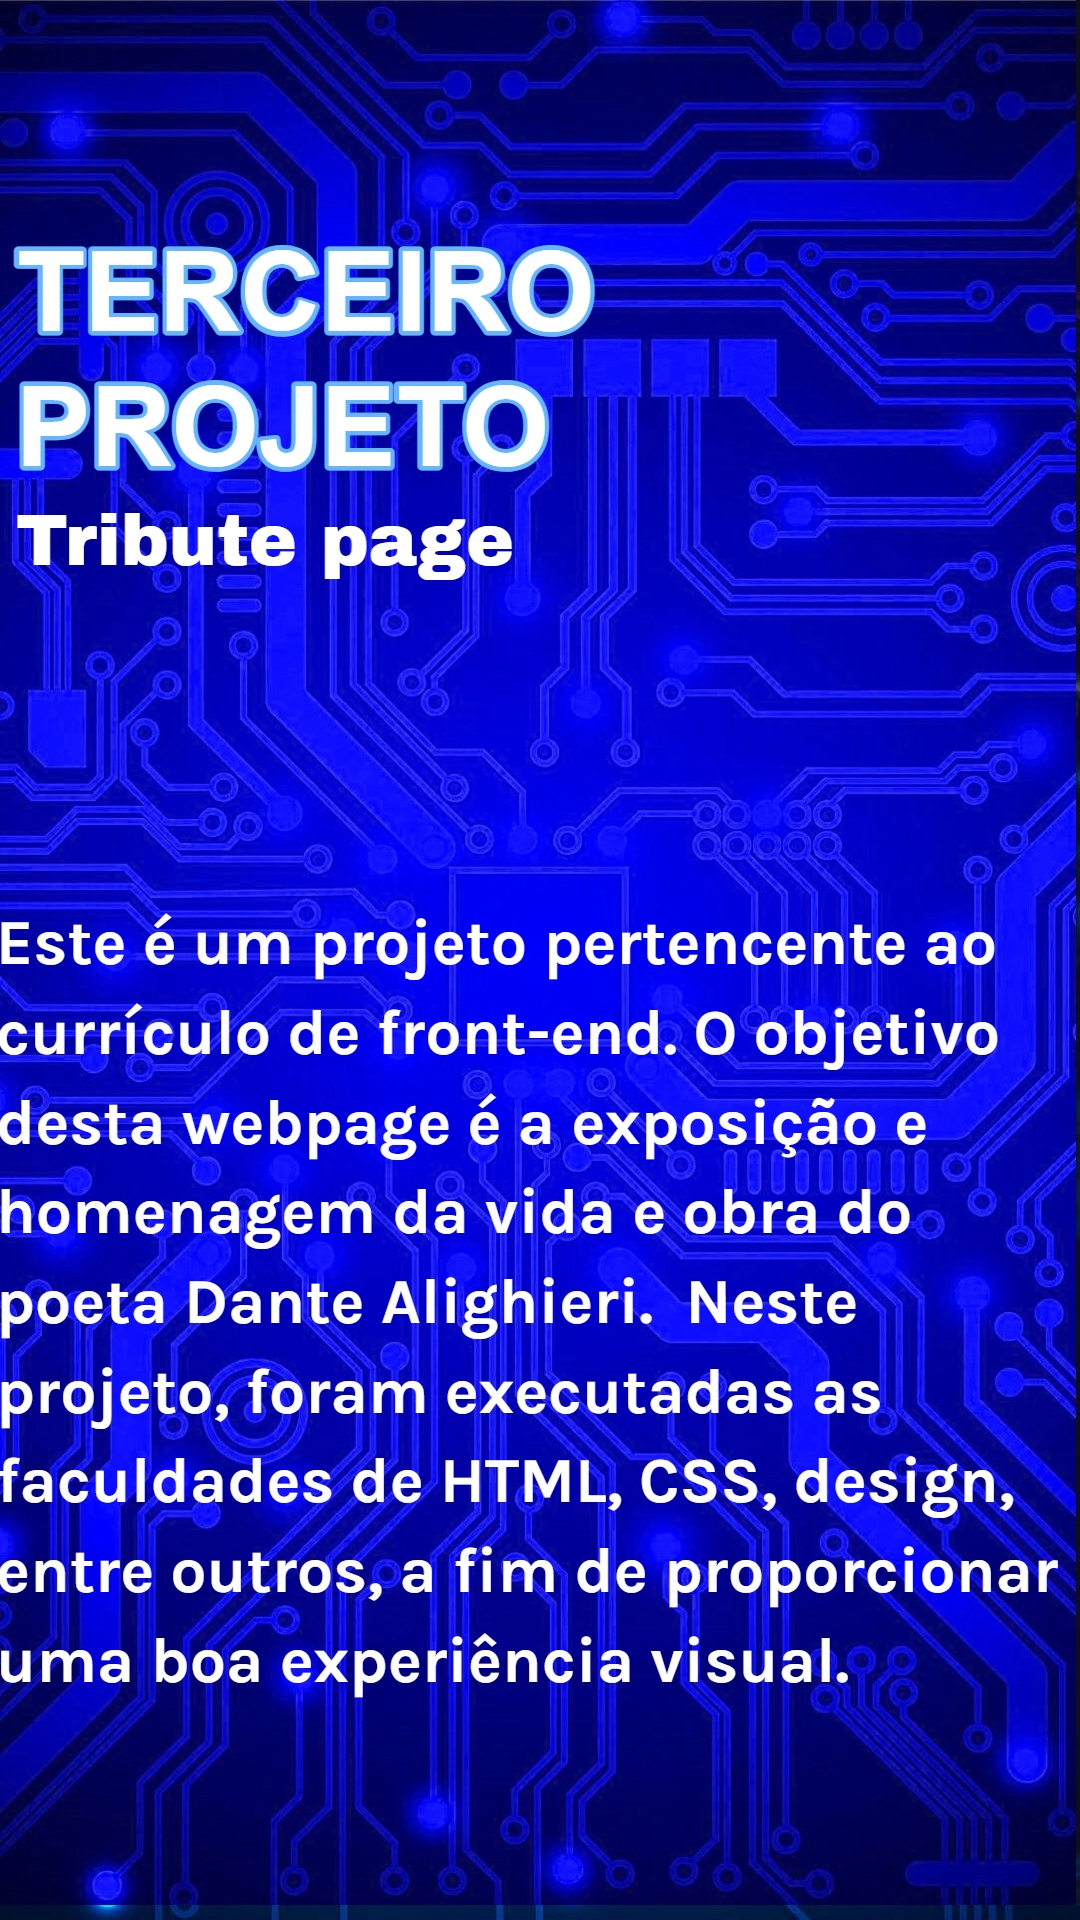 TERCEIRO
PROJETO
Tribute page
Este é um projeto pertencente ao
currículo de front-end. O objetivo
desta webpage é a exposição e
homenagem da vida e obra do
poeta Dante Alighieri.  Neste
projeto, foram executadas as
faculdades de HTML, CSS, design,
entre outros, a fim de proporcionar
uma boa experiência visual.